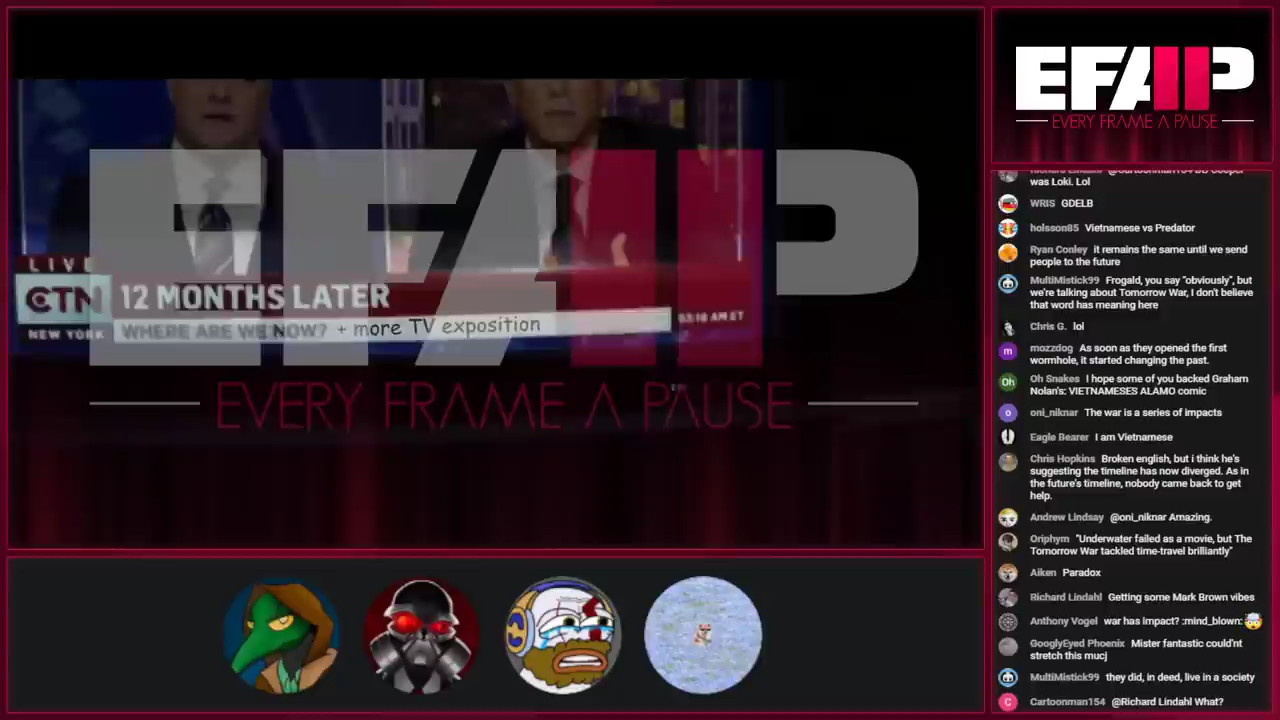 LIVE
CTN
NEW YORK
12 MONTHS LATER
WHERE ARE WE NOW? + more TV exposition
03:18 AM ET
EFAP
EVERY FRAME A PAUSE
EFAP
EVERY FRAME A PAUSE
was Loki. Lol
WRIS GDELB
holsson85 Vietnamese vs Predator
Ryan Conley it remains the same until we send
people to the future
MultiMistick99 Frogald, you say "obviously", but
we're talking about Tomorrow War, I don't believe
that word has meaning here
Chris G. lol
m
mozzdog As soon as they opened the first
wormhole, it started changing the past.
Oh
Oh Snakes I hope some of you backed Graham
Nolan's: VIETNAMESES ALAMO comic
o
oni_niknar The war is a series of impacts
Eagle Bearer I am Vietnamese
Chris Hopkins Broken english, but i think he's
suggesting the timeline has now diverged. As in
the future's timeline, nobody came back to get
help.
Andrew Lindsay @oni_niknar Amazing.
Oriphym "Underwater failed as a movie, but The
Tomorrow War tackled time-travel brilliantly"
Aiken Paradox
Richard Lindahl Getting some Mark Brown vibes
Anthony Vogel war has impact? :mind_blown:
GooglyEyed Phoenix Mister fantastic could'nt
stretch this mucj
MultiMistick99 they did, in deed, live in a society
C
Cartoonman154 @Richard Lindahl What?